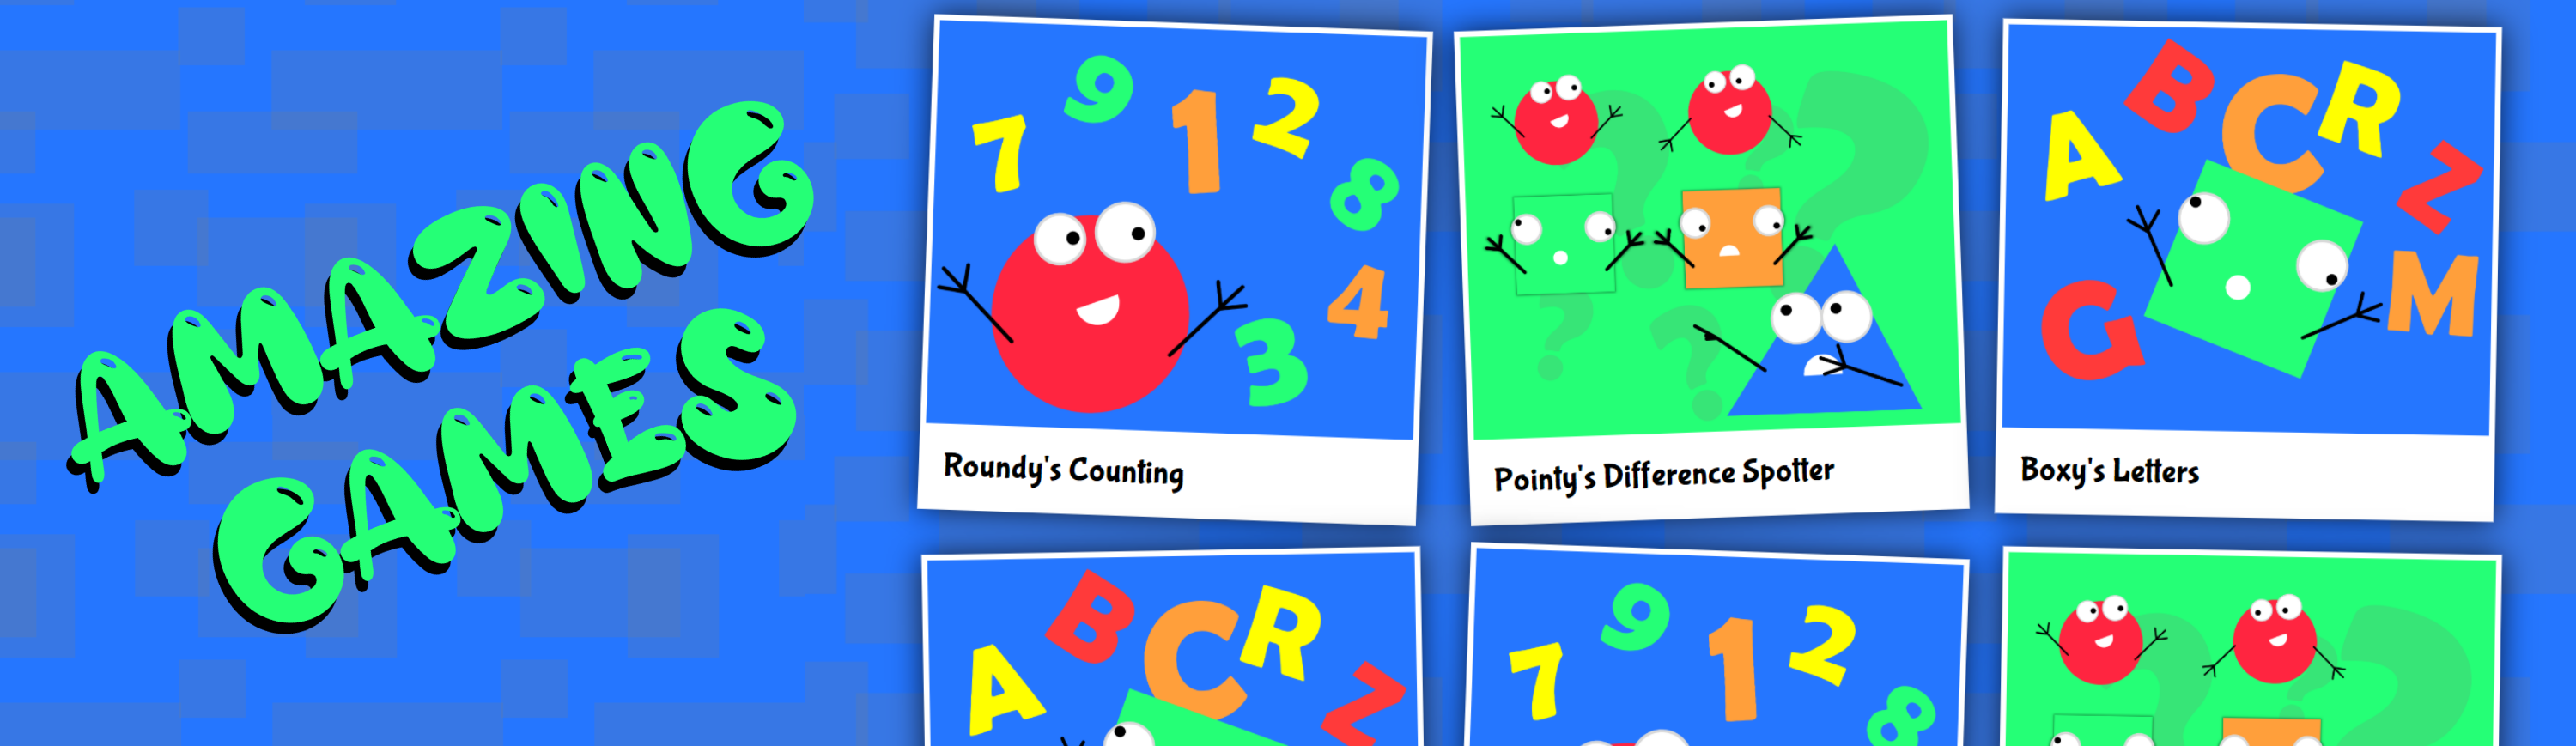 AMAZING
GAMES
7 9 1 2 8 4 3
Roundy's Counting
? ? ? ? ?
Pointy's Difference Spotter
A B C R Z M G
Boxy's Letters
A B C R Z
7 9 1 2 8
? ?